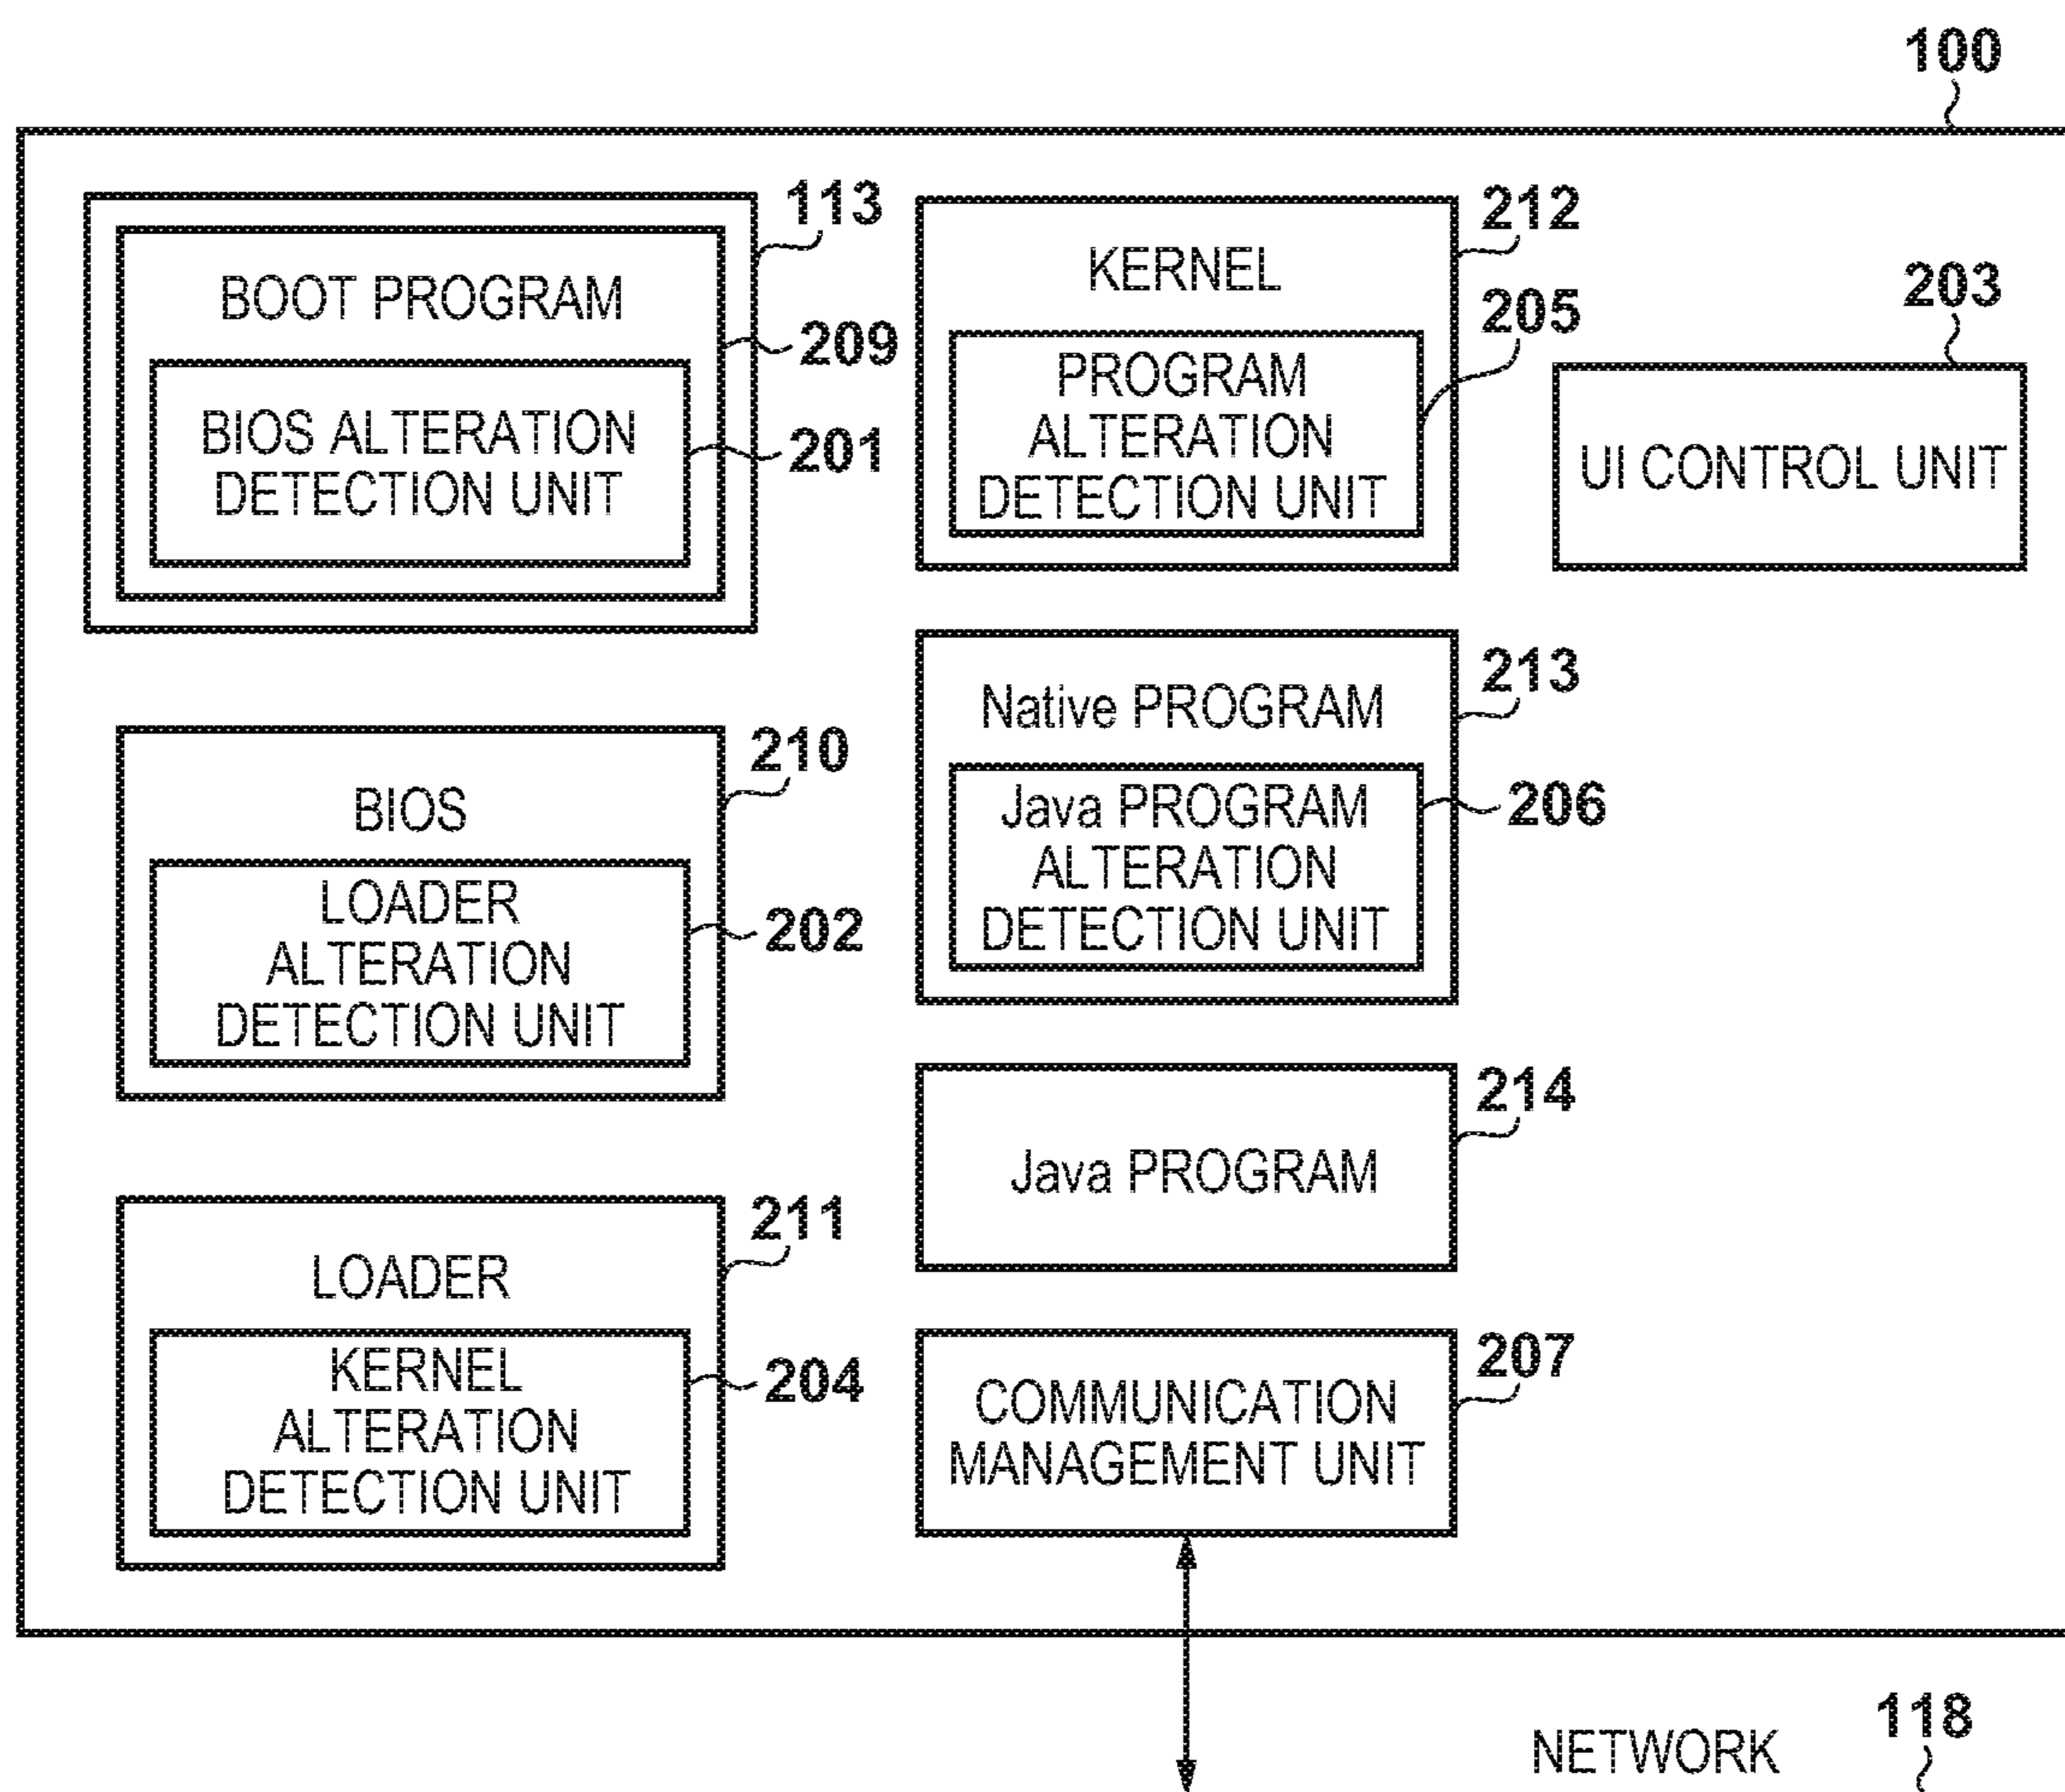 100
113
BOOT PROGRAM
209
BIOS ALTERATION
DETECTION UNIT
201
BIOS
210
LOADER
ALTERATION
DETECTION UNIT
202
LOADER
211
KERNEL
ALTERATION
DETECTION UNIT
204
KERNEL
212
PROGRAM
ALTERATION
DETECTION UNIT
205
Native PROGRAM
213
Java PROGRAM
ALTERATION
DETECTION UNIT
206
Java PROGRAM
214
COMMUNICATION
MANAGEMENT UNIT
207
203
UI CONTROL UNIT
NETWORK
118